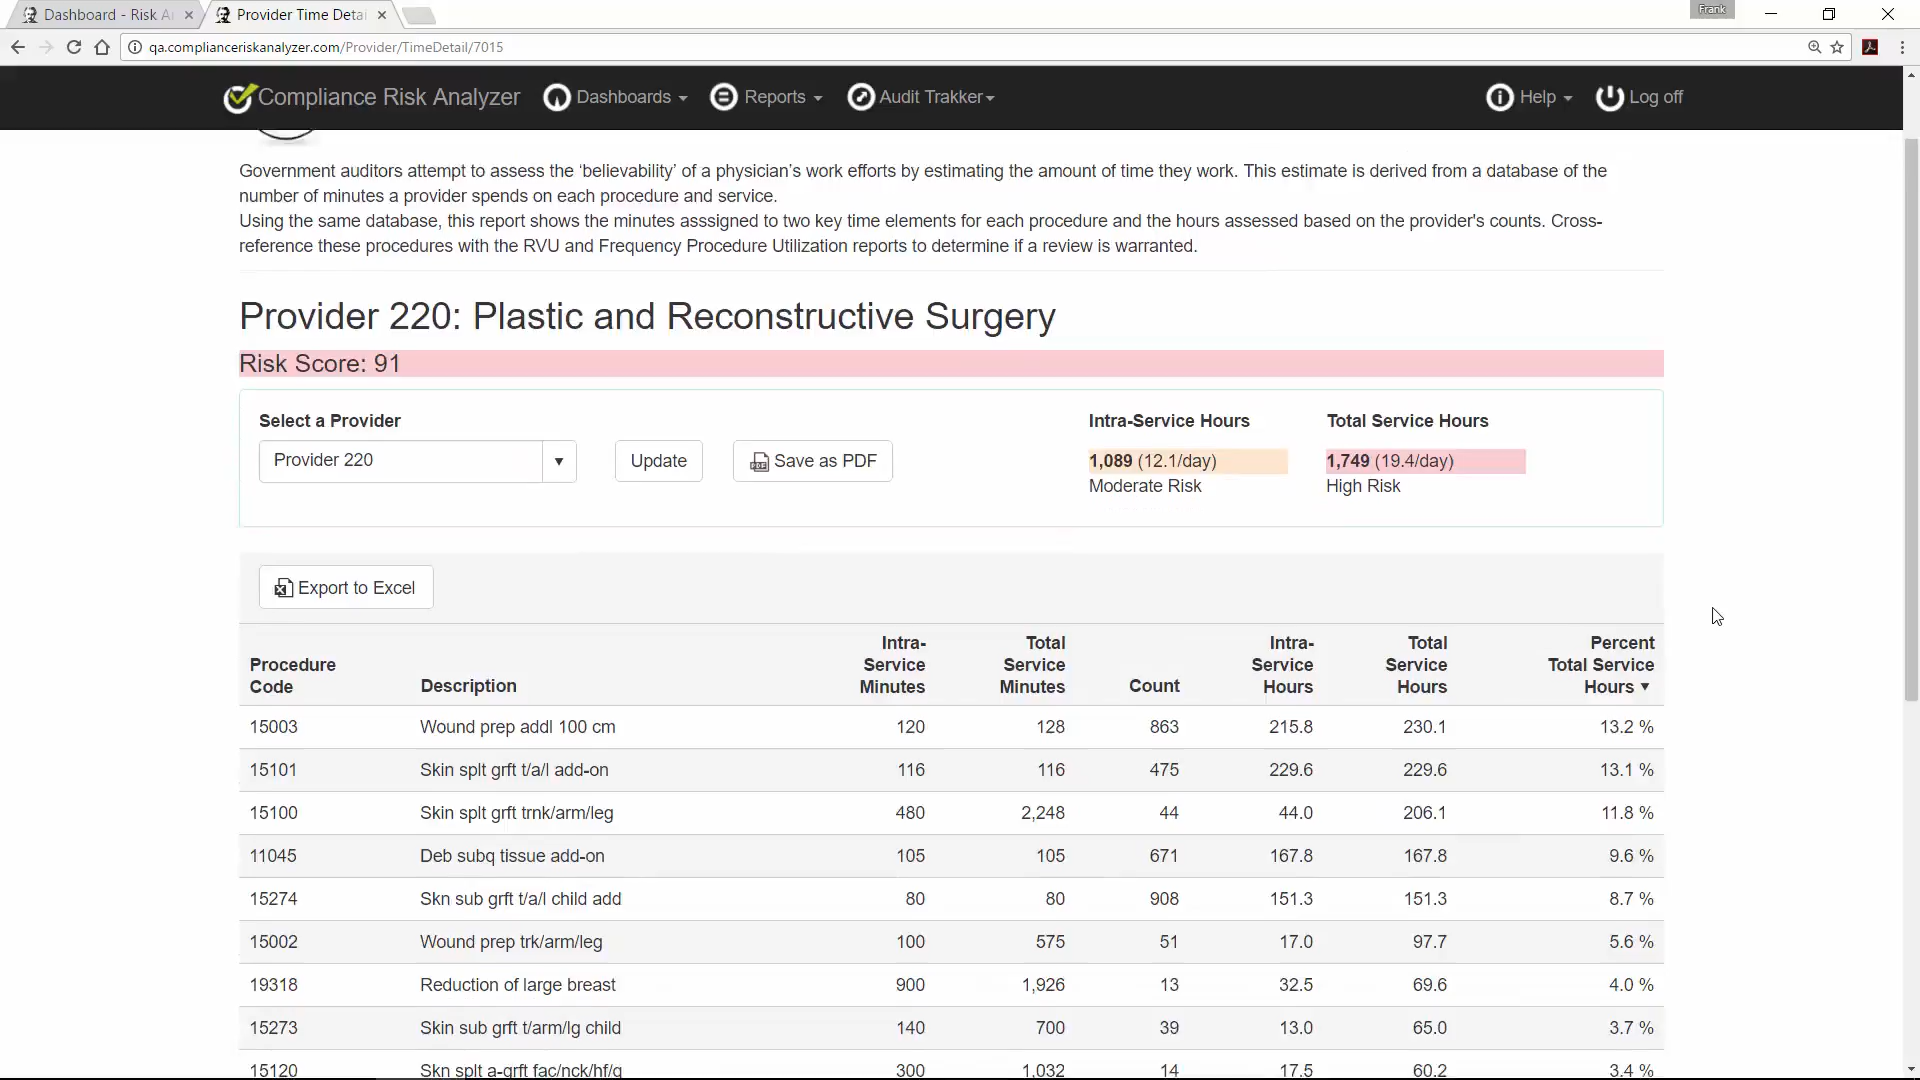 Dashboard - Risk A
Provider Time Detai
Frank
qa.complianceriskanalyzer.com/Provider/TimeDetail/7015
Compliance Risk Analyzer Dashboards Reports Audit Trakker Help Log off
Government auditors attempt to assess the ‘believability’ of a physician’s work efforts by estimating the amount of time they work. This estimate is derived from a database of the
number of minutes a provider spends on each procedure and service.
Using the same database, this report shows the minutes asssigned to two key time elements for each procedure and the hours assessed based on the provider's counts. Cross-
reference these procedures with the RVU and Frequency Procedure Utilization reports to determine if a review is warranted.
Provider 220: Plastic and Reconstructive Surgery
Risk Score: 91
Select a Provider Intra-Service Hours Total Service Hours
Provider 220 Update Save as PDF 1,089 (12.1/day) 1,749 (19.4/day)
Moderate Risk High Risk
Export to Excel
Procedure Code Description Intra-Service Minutes Total Service Minutes Count Intra-Service Hours Total Service Hours Percent Total Service Hours
15003 Wound prep addl 100 cm 120 128 863 215.8 230.1 13.2 %
15101 Skin splt grft t/a/l add-on 116 116 475 229.6 229.6 13.1 %
15100 Skin splt grft trnk/arm/leg 480 2,248 44 44.0 206.1 11.8 %
11045 Deb subq tissue add-on 105 105 671 167.8 167.8 9.6 %
15274 Skn sub grft t/a/l child add 80 80 908 151.3 151.3 8.7 %
15002 Wound prep trk/arm/leg 100 575 51 17.0 97.7 5.6 %
19318 Reduction of large breast 900 1,926 13 32.5 69.6 4.0 %
15273 Skin sub grft t/arm/lg child 140 700 39 13.0 65.0 3.7 %
15120 Skn splt a-grft fac/nck/hf/g 300 1,032 14 17.5 60.2 3.4 %